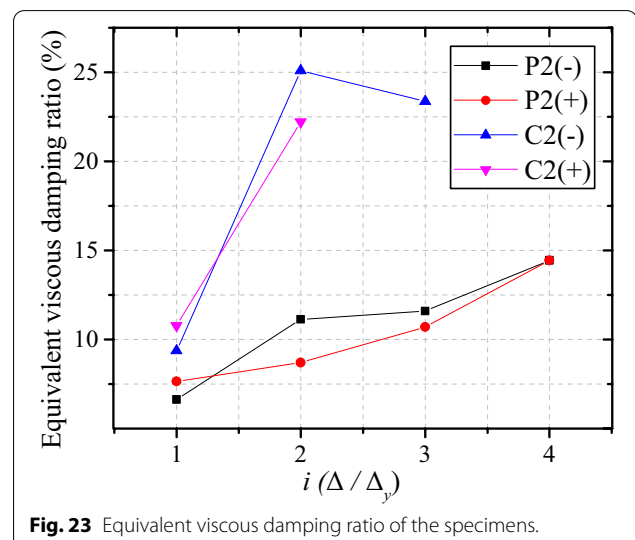 Equivalent viscous damping ratio (%)
25
20
15
10
P2(-)
P2(+)
C2(-)
C2(+)
1 2 3 4
i (Δ / Δy)
Fig. 23 Equivalent viscous damping ratio of the specimens.